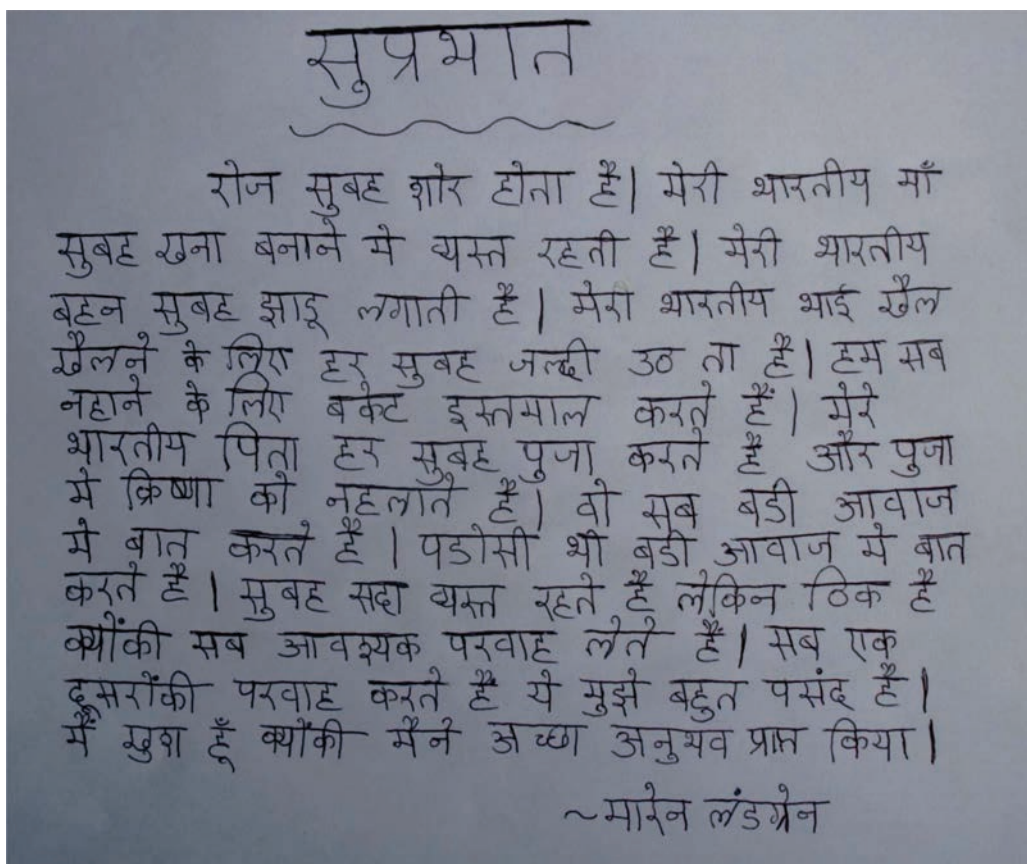 सुप्रभात
रोज सुबह शोर होता है। मेरी भारतीय माँ
सुबह खना बनाने मे व्यस्त रहती है। मेरी भारतीय
बहन सुबह झाडू लगाती है। मेरा भारतीय भाई खेल
खेलने के लिए हर सुबह जल्दी उठ ता है। हम सब
नहाने के लिए बकेट इस्तमाल करते हैं। मेरे
भारतीय पिता हर सुबह पुजा करते है और पुजा
मे क्रिष्णा को नहलाते है। वो सब बडी आवाज
मे बात करते है। पडोसी भी बडी आवाज मे बात
करते है। सुबह सदा व्यस्त रहते है लेकिन ठिक है
क्योंकी सब आवश्यक परवाह लेते है। सब एक
दुसरोंकी परवाह करते है ये मुझे बहुत पसंद है।
मैं खुश हूँ क्योंकी मैने अच्छा अनुभव प्राप्त किया।
~मारेन लंडग्रेन